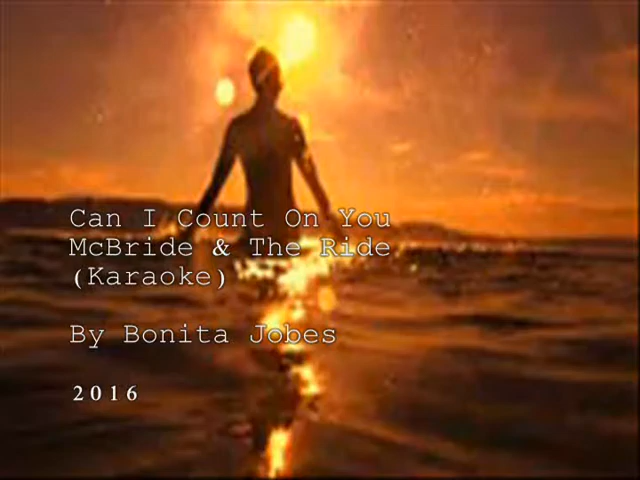 Can I Count On You
McBride & The Ride
(Karaoke)
By Bonita Jobes
2016